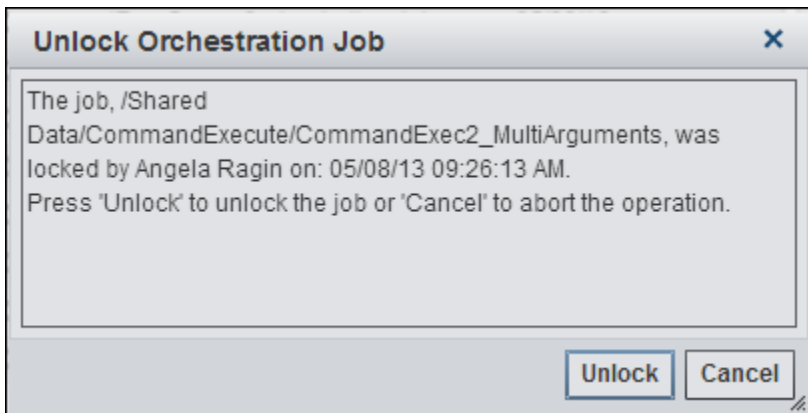 Unlock Orchestration Job
The job, /Shared
Data/CommandExecute/CommandExec2_MultiArguments, was
locked by Angela Ragin on: 05/08/13 09:26:13 AM.
Press 'Unlock' to unlock the job or 'Cancel' to abort the operation.
Unlock Cancel